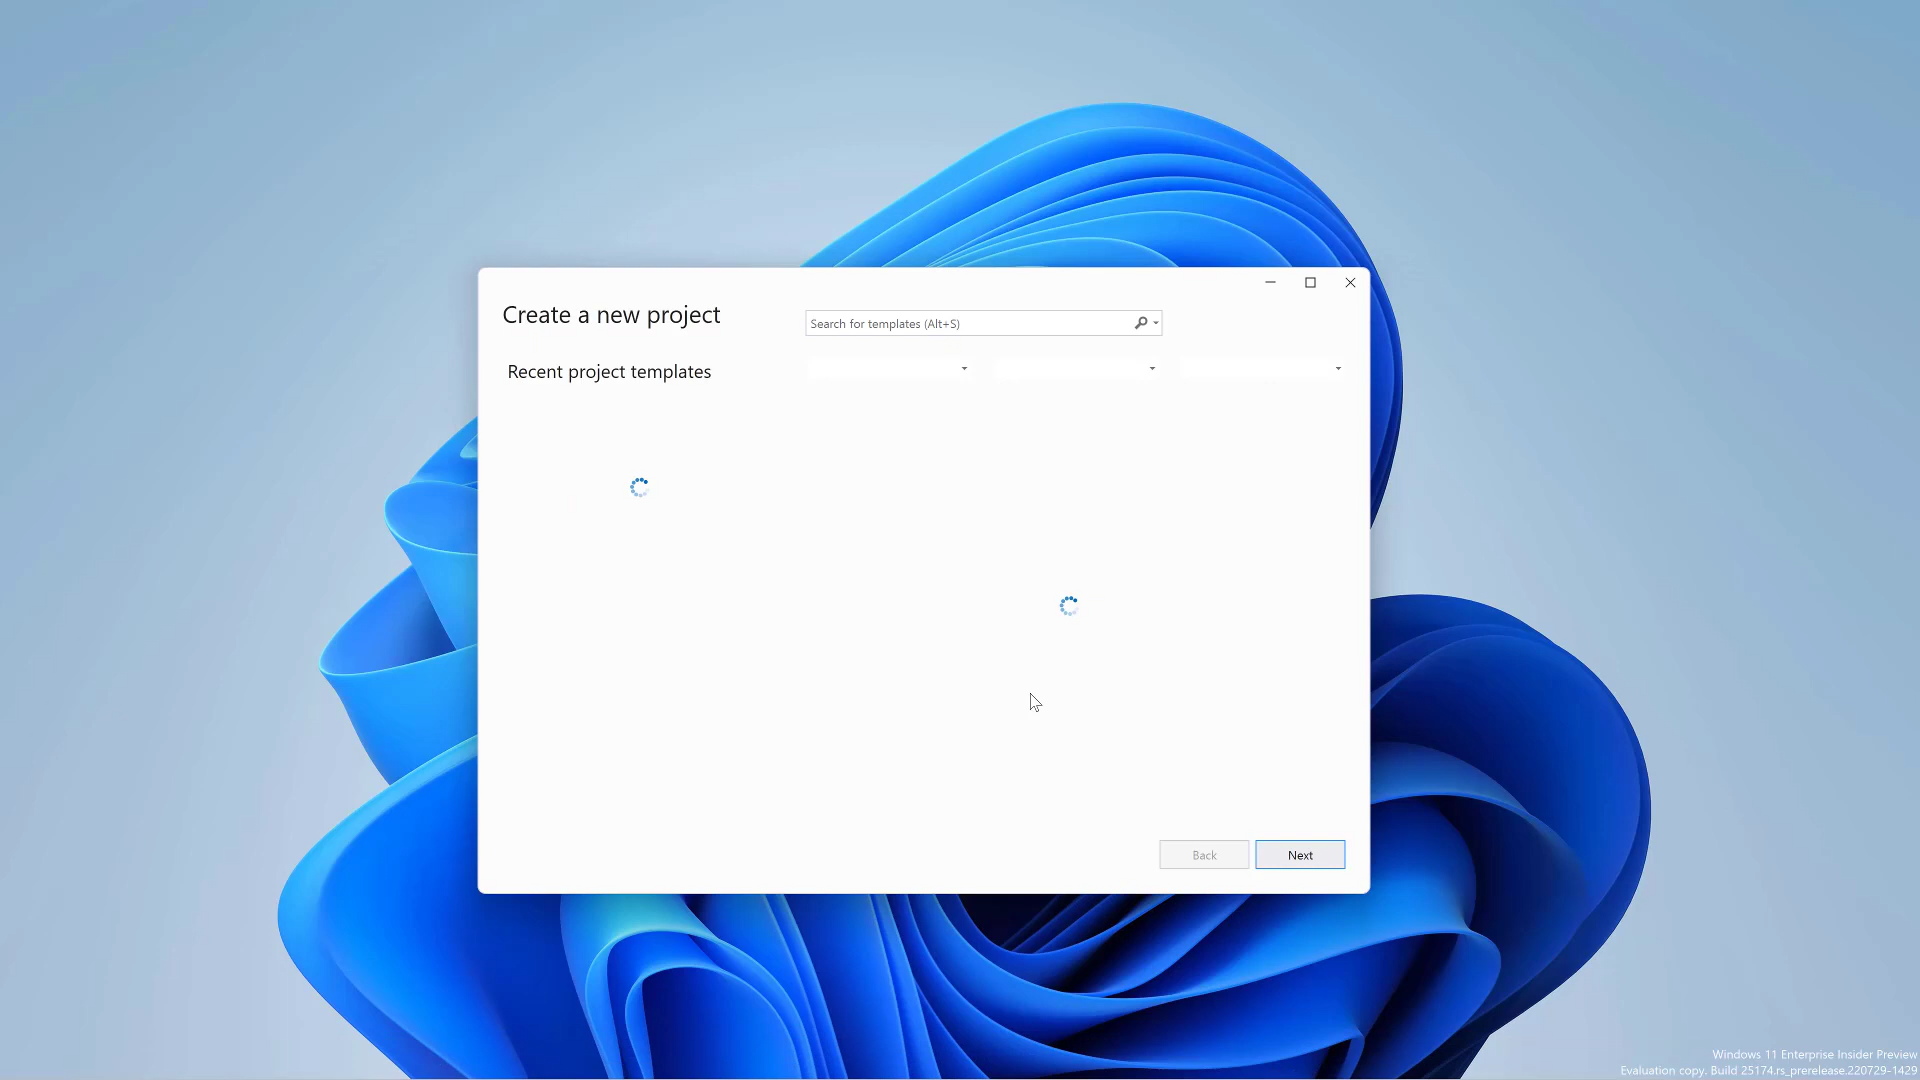 Create a new project
Search for templates (Alt+S)
Recent project templates
Back
Next
Windows 11 Enterprise Insider Preview
Evaluation copy. Build 25174.rs_prerelease.220729-1429